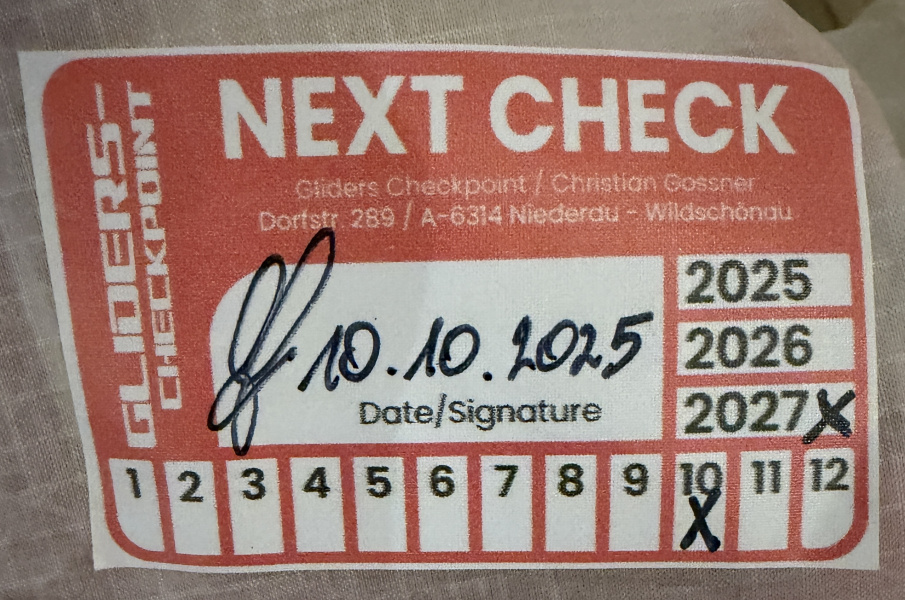 GLIDERS-
CHECKPOINT
NEXT CHECK
Gliders Checkpoint / Christian Gossner
Dorfstr. 289 / A-6314 Niederau - Wildschönau
10.10.2025
Date/Signature
2025
2026
2027 X
1 2 3 4 5 6 7 8 9 10 11 12
X